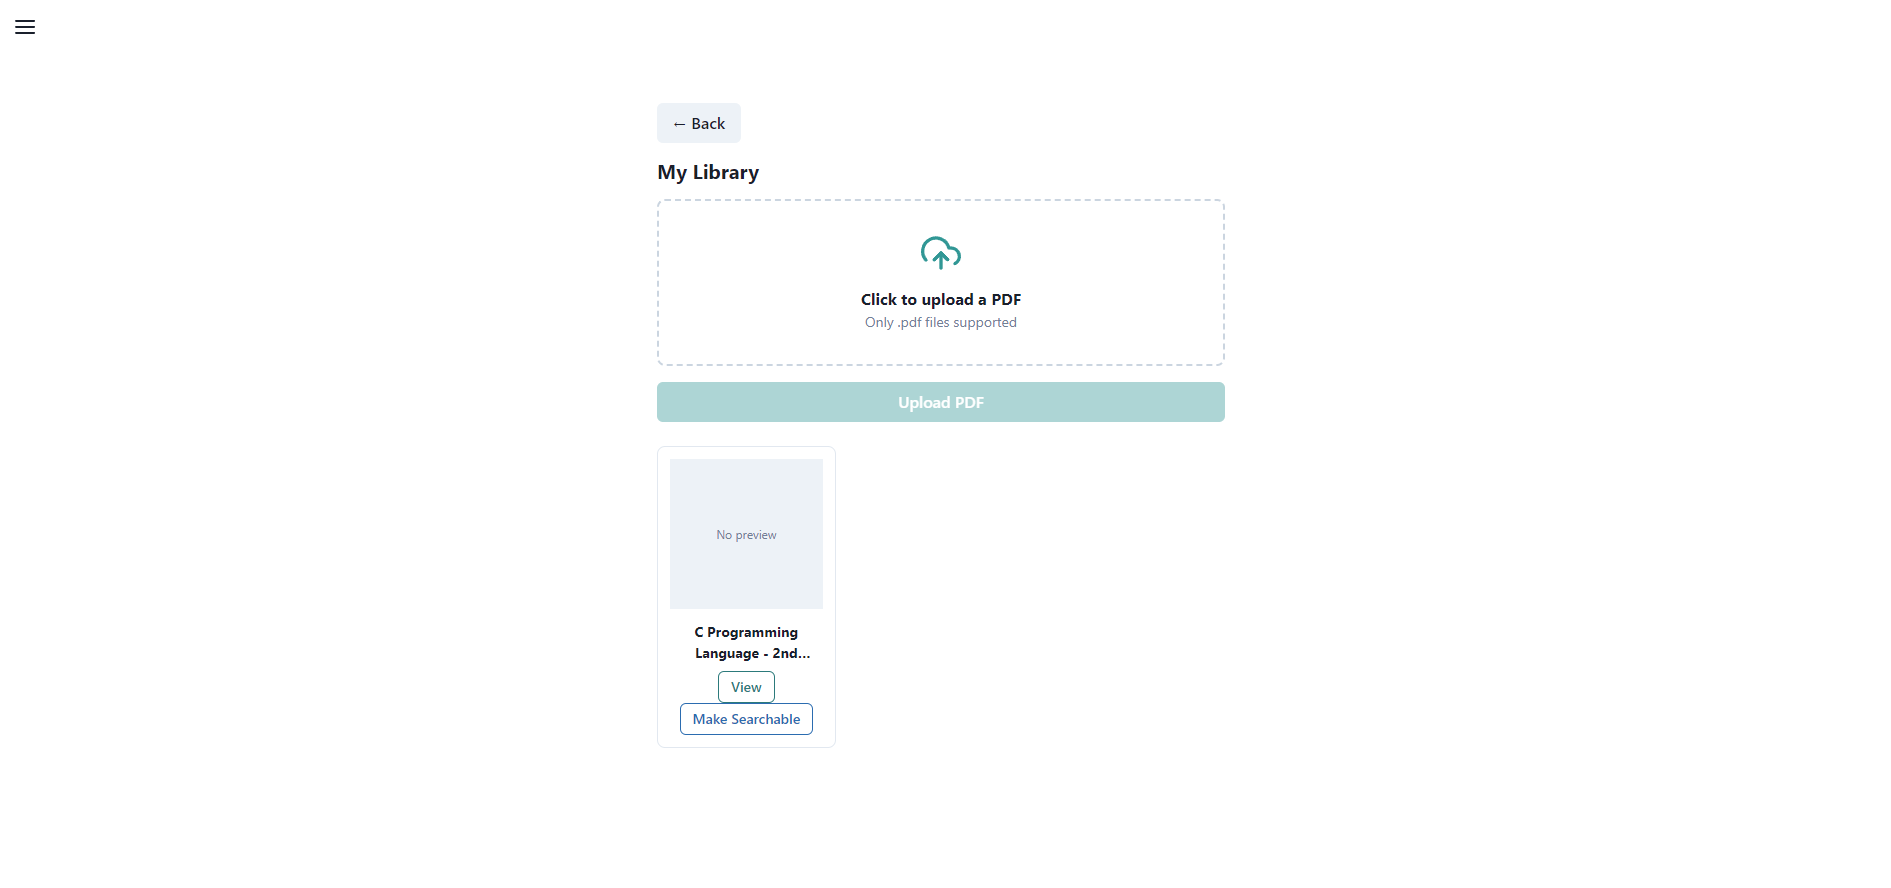 ← Back
My Library
Click to upload a PDF
Only .pdf files supported
Upload PDF
No preview
C Programming
Language - 2nd...
View
Make Searchable